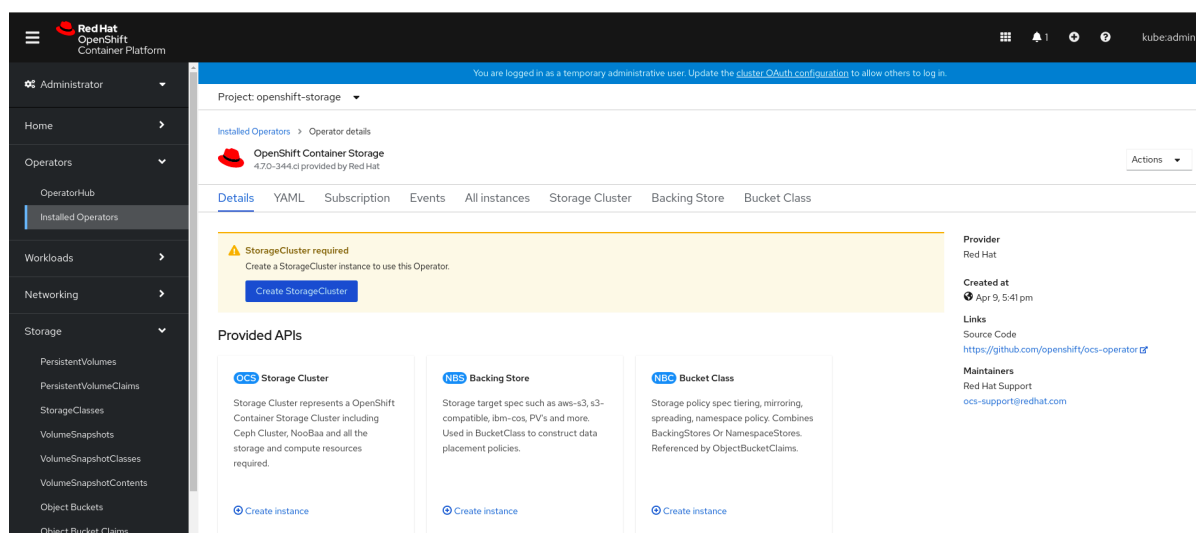 Red Hat
OpenShift
Container Platform
1
kube:admin
Administrator
You are logged in as a temporary administrative user. Update the cluster OAuth configuration to allow others to log in.
Project: openshift-storage
Home
Operators
OperatorHub
Installed Operators
Workloads
Networking
Storage
PersistentVolumes
PersistentVolumeClaims
StorageClasses
VolumeSnapshots
VolumeSnapshotClasses
VolumeSnapshotContents
Object Buckets
Object Bucket Claims
Installed Operators > Operator details
OpenShift Container Storage
4.7.0-344.ci provided by Red Hat
Actions
Details YAML Subscription Events All instances Storage Cluster Backing Store Bucket Class
StorageCluster required
Create a StorageCluster instance to use this Operator.
Create StorageCluster
Provided APIs
OCS Storage Cluster
Storage Cluster represents a OpenShift
Container Storage Cluster including
Ceph Cluster, NooBaa and all the
storage and compute resources
required.
Create instance
NBS Backing Store
Storage target spec such as aws-s3, s3-
compatible, ibm-cos, PV's and more.
Used in BucketClass to construct data
placement policies.
Create instance
NBC Bucket Class
Storage policy spec tiering, mirroring,
spreading, namespace policy. Combines
BackingStores Or NamespaceStores.
Referenced by ObjectBucketClaims.
Create instance
Provider
Red Hat
Created at
Apr 9, 5:41 pm
Links
Source Code
https://github.com/openshift/ocs-operator
Maintainers
Red Hat Support
ocs-support@redhat.com